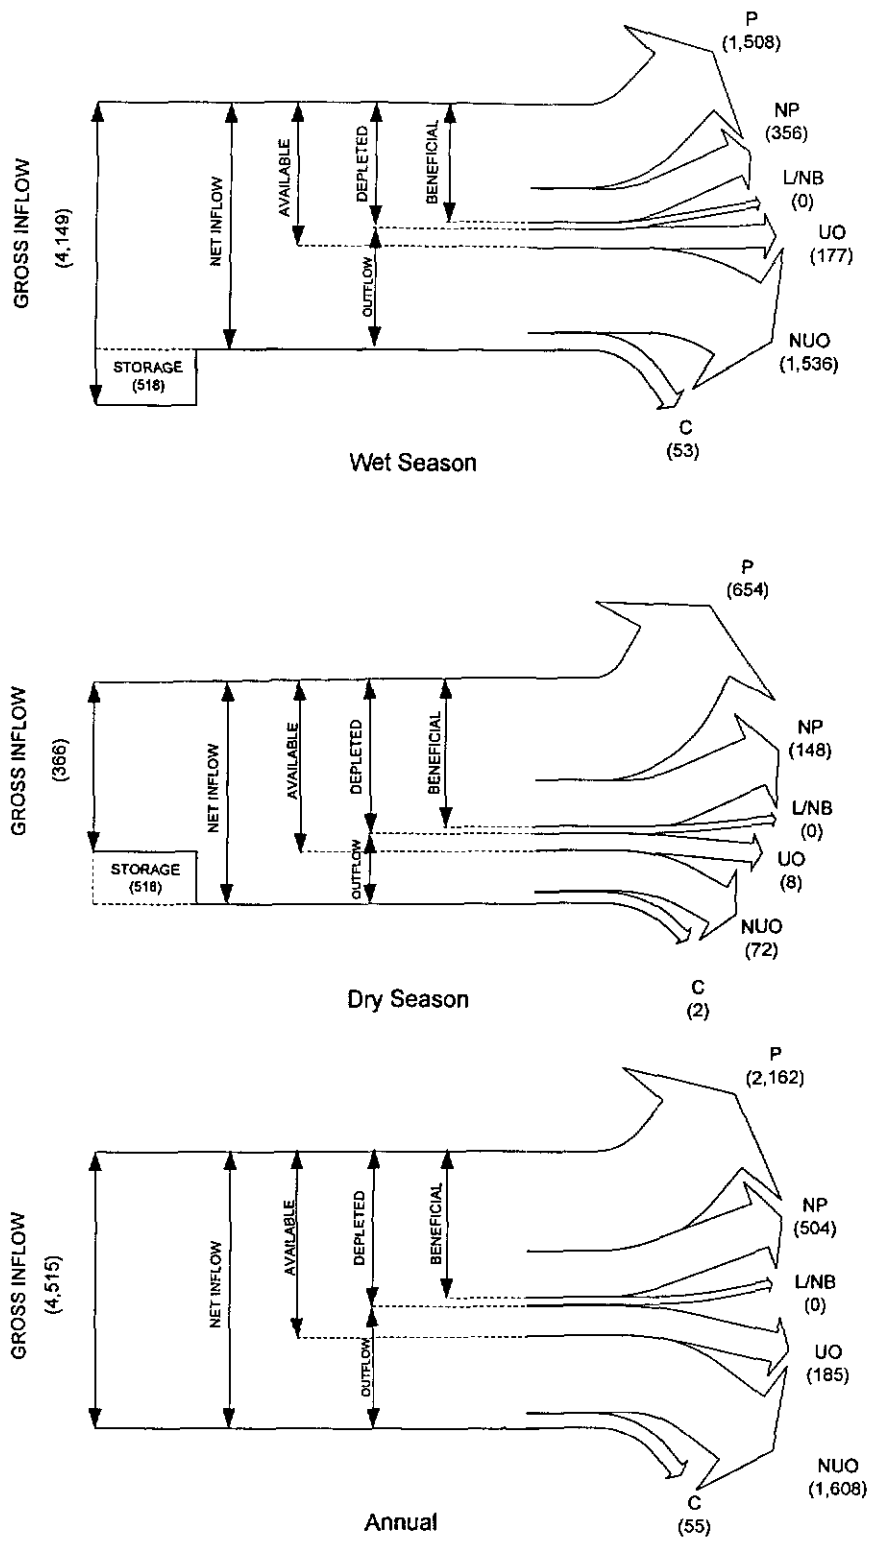 P
(1,508)
NP
(356)
L/NB
(0)
UO
(177)
NUO
(1,536)
C
(53)
GROSS INFLOW
(4,149)
NET INFLOW
AVAILABLE
DEPLETED
BENEFICIAL
OUTFLOW
STORAGE
(518)
Wet Season
P
(654)
NP
(148)
L/NB
(0)
UO
(8)
NUO
(72)
C
(2)
GROSS INFLOW
(366)
NET INFLOW
AVAILABLE
DEPLETED
BENEFICIAL
OUTFLOW
STORAGE
(518)
Dry Season
P
(2,162)
NP
(504)
L/NB
(0)
UO
(185)
NUO
(1,608)
C
(55)
GROSS INFLOW
(4,515)
NET INFLOW
AVAILABLE
DEPLETED
BENEFICIAL
OUTFLOW
Annual